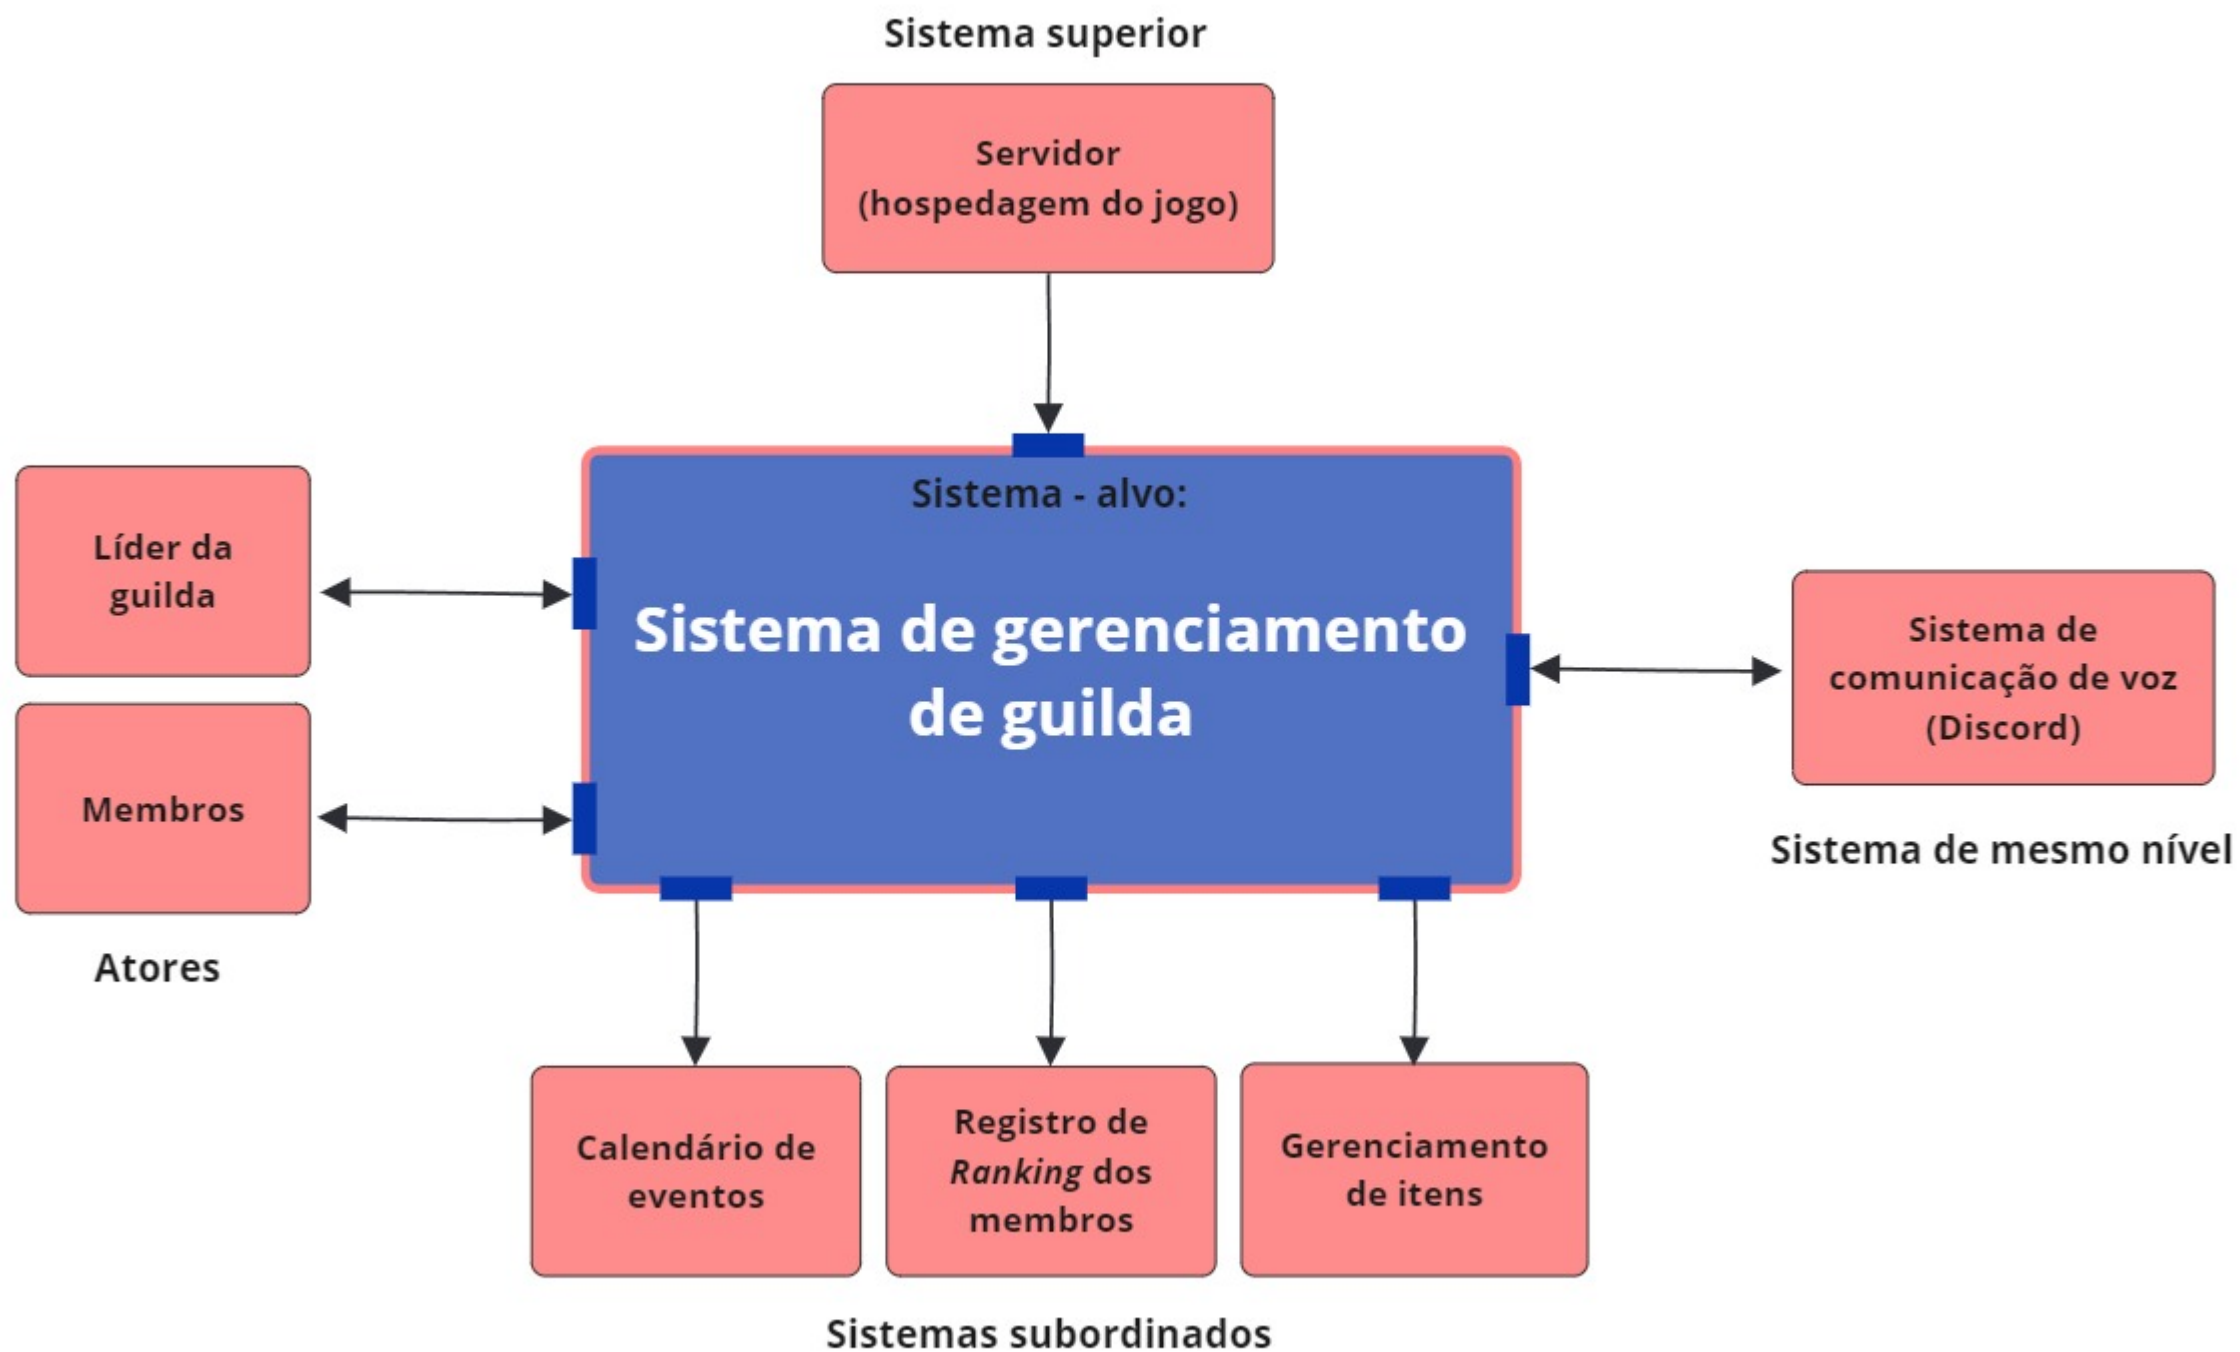 Sistema superior
Servidor
(hospedagem do jogo)
Sistema - alvo:
Sistema de gerenciamento
de guilda
Líder da
guilda
Membros
Atores
Sistema de
comunicação de voz
(Discord)
Sistema de mesmo nível
Calendário de
eventos
Registro de
Ranking dos
membros
Gerenciamento
de itens
Sistemas subordinados